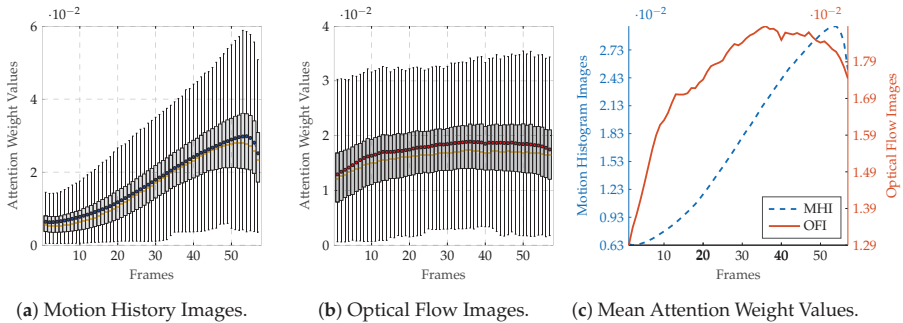 ·10⁻²
6
4
2
0
Attention Weight Values
10 20 30 40 50
Frames
(a) Motion History Images.
·10⁻²
4
3
2
1
0
Attention Weight Values
10 20 30 40 50
Frames
(b) Optical Flow Images.
·10⁻²
·10⁻²
2.73
2.43
2.13
1.83
1.53
1.23
0.93
0.63
Motion Histogram Images
1.79
1.69
1.59
1.49
1.39
1.29
Optical Flow Images
MHI
OFI
10 20 30 40 50
Frames
(c) Mean Attention Weight Values.